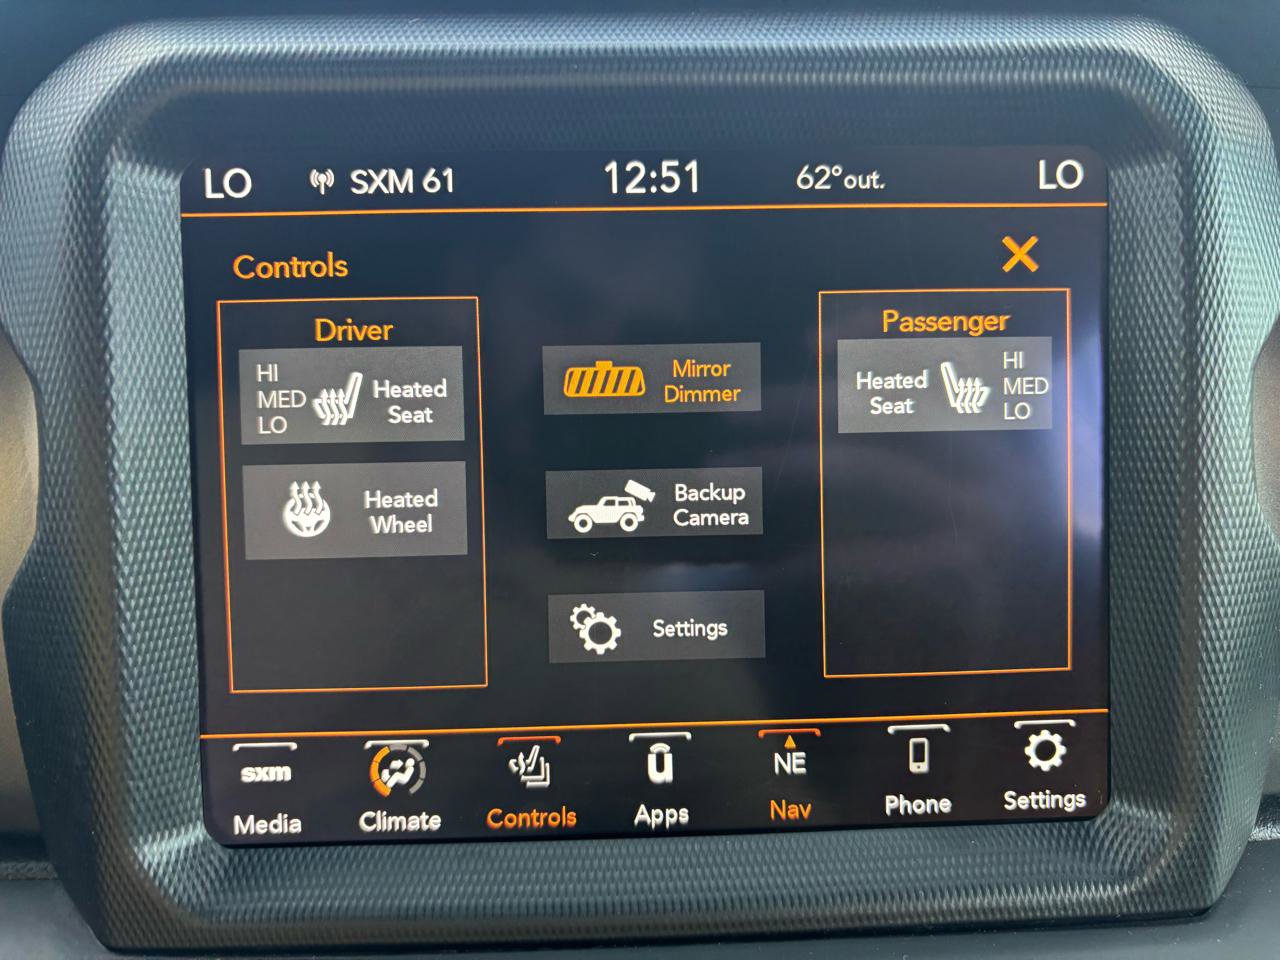 LO SXM 61 12:51 62°out. LO
Controls
Driver
HI
MED
LO
Heated
Seat
Heated
Wheel
Mirror
Dimmer
Backup
Camera
Settings
Passenger
Heated
Seat
HI
MED
LO
sxm
Media
Climate
Controls
Apps
NE
Nav
Phone
Settings